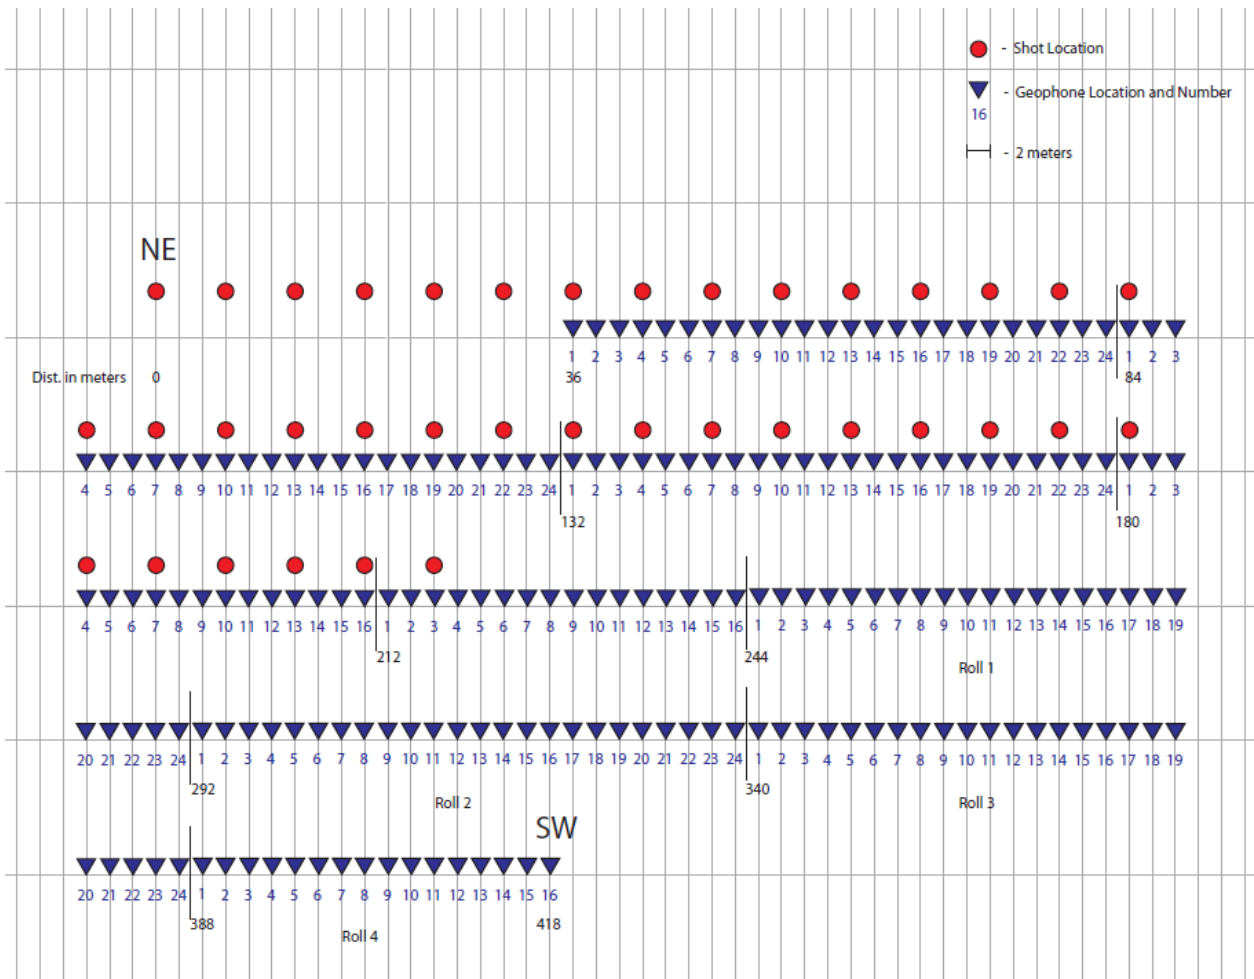 - Shot Location
- Geophone Location and Number
16
- 2 meters
NE
1 2 3 4 5 6 7 8 9 10 11 12 13 14 15 16 17 18 19 20 21 22 23 24 1 2 3
Dist. in meters 0 36 84
4 5 6 7 8 9 10 11 12 13 14 15 16 17 18 19 20 21 22 23 24 1 2 3 4 5 6 7 8 9 10 11 12 13 14 15 16 17 18 19 20 21 22 23 24 1 2 3
132 180
4 5 6 7 8 9 10 11 12 13 14 15 16 1 2 3 4 5 6 7 8 9 10 11 12 13 14 15 16 1 2 3 4 5 6 7 8 9 10 11 12 13 14 15 16 17 18 19
212 244
Roll 1
20 21 22 23 24 1 2 3 4 5 6 7 8 9 10 11 12 13 14 15 16 17 18 19 20 21 22 23 24 1 2 3 4 5 6 7 8 9 10 11 12 13 14 15 16 17 18 19
292 340
Roll 2 Roll 3
SW
20 21 22 23 24 1 2 3 4 5 6 7 8 9 10 11 12 13 14 15 16
388 418
Roll 4